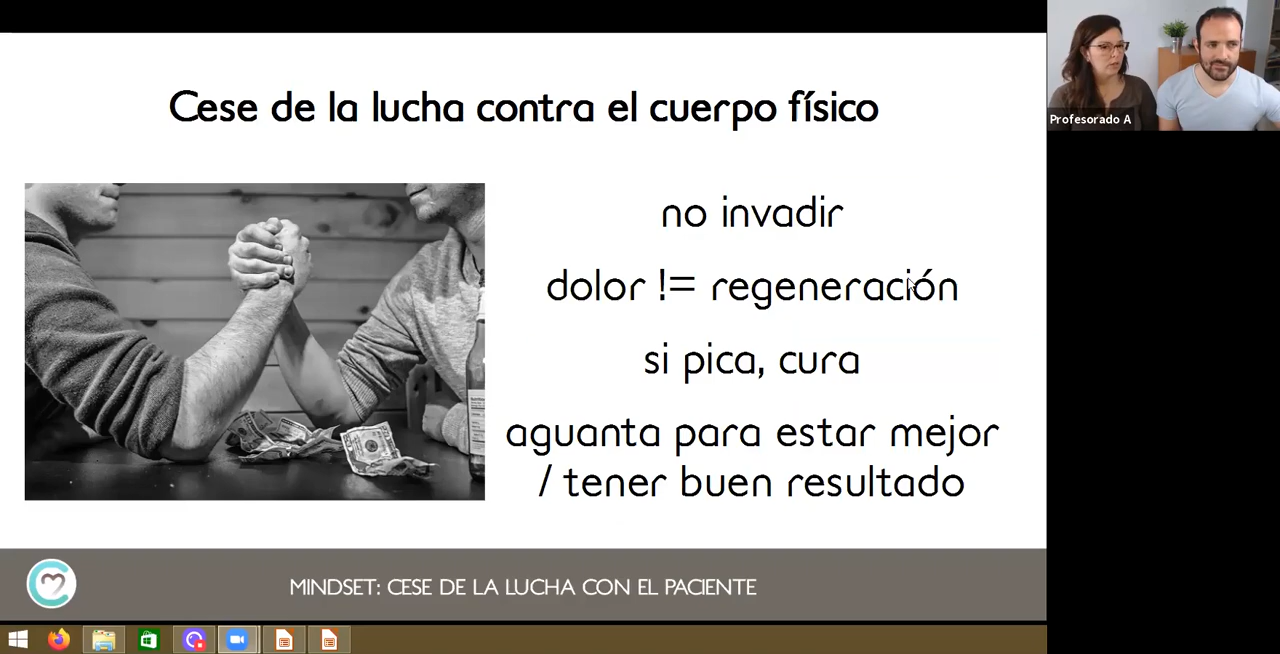 Cese de la lucha contra el cuerpo físico
no invadir
dolor != regeneración
si pica, cura
aguanta para estar mejor
/ tener buen resultado
MINDSET: CESE DE LA LUCHA CON EL PACIENTE
Profesorado A